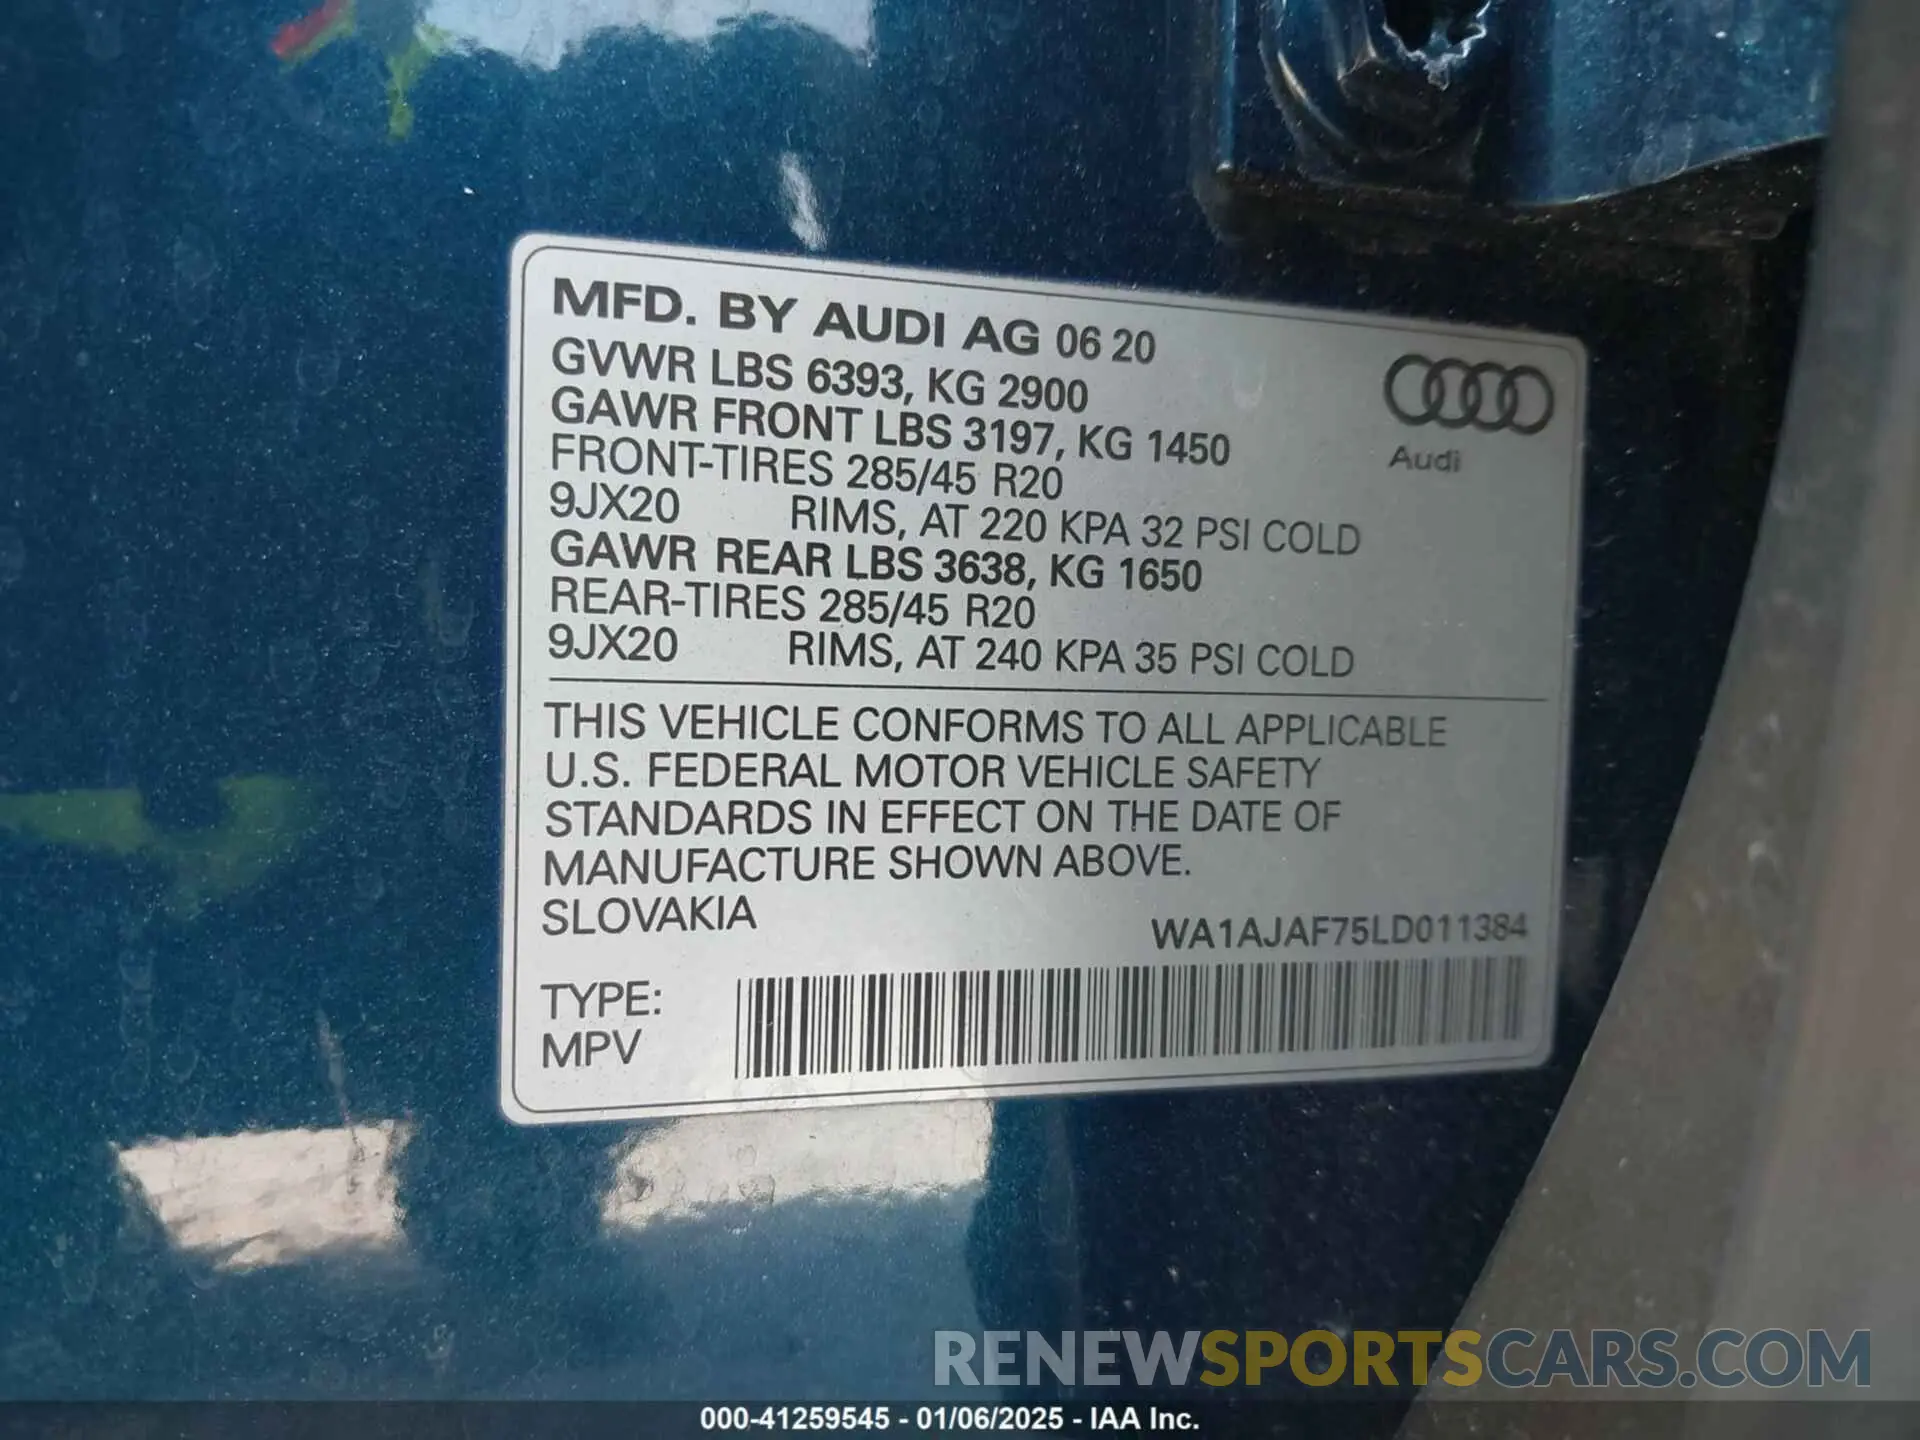 MFD. BY AUDI AG 06 20
GVWR LBS 6393, KG 2900
GAWR FRONT LBS 3197, KG 1450
FRONT-TIRES 285/45 R20
9JX20 RIMS, AT 220 KPA 32 PSI COLD
GAWR REAR LBS 3638, KG 1650
REAR-TIRES 285/45 R20
9JX20 RIMS, AT 240 KPA 35 PSI COLD
Audi
THIS VEHICLE CONFORMS TO ALL APPLICABLE
U.S. FEDERAL MOTOR VEHICLE SAFETY
STANDARDS IN EFFECT ON THE DATE OF
MANUFACTURE SHOWN ABOVE.
SLOVAKIA
WA1AJAF75LD011384
TYPE:
MPV
RENEWSPORTSCARS.COM
000-41259545 - 01/06/2025 - IAA Inc.